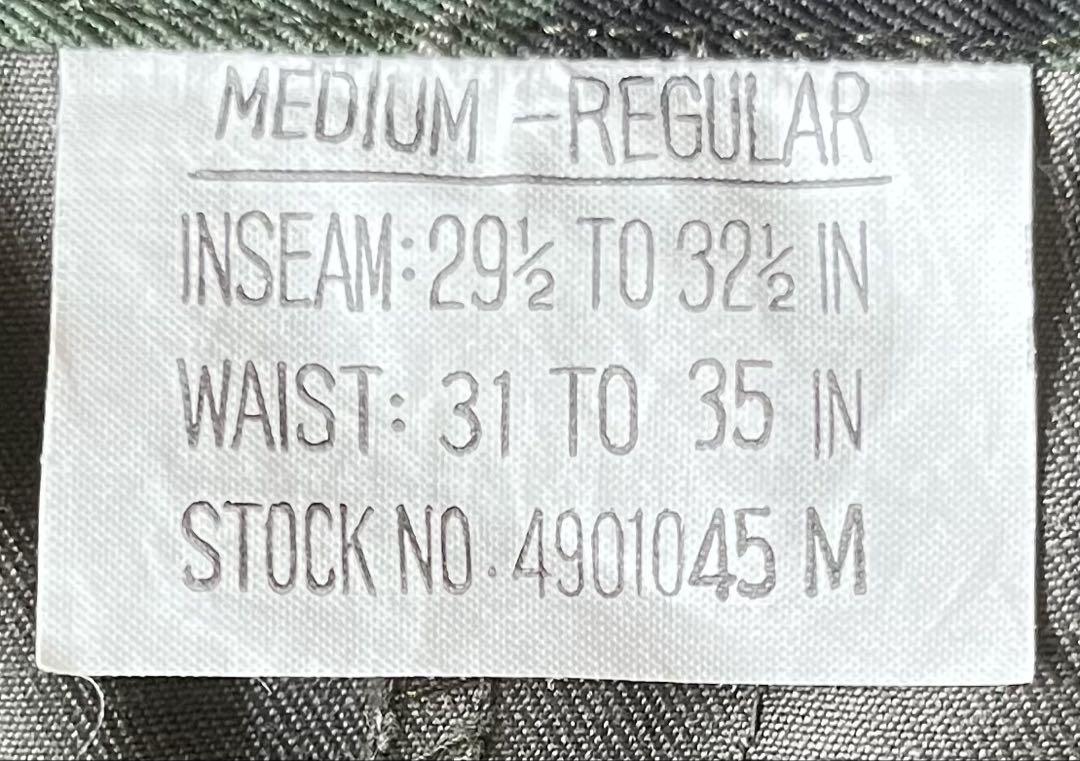 MEDIUM -REGULAR
INSEAM: 29½ TO 32½ IN
WAIST: 31 TO 35 IN
STOCK NO. 4901045 M